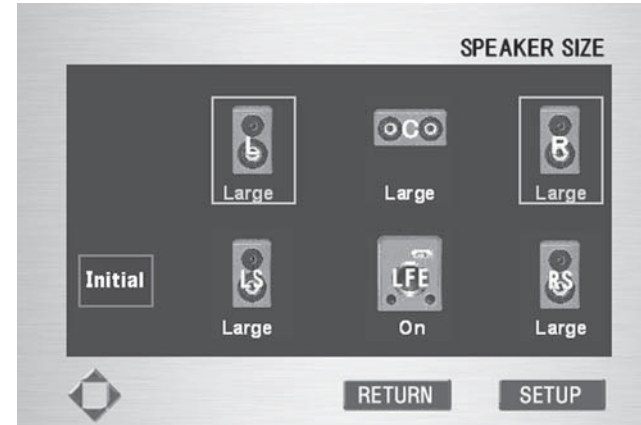 SPEAKER SIZE
L C R
Large Large Large
Initial LS LFE RS
Large On Large
RETURN SETUP